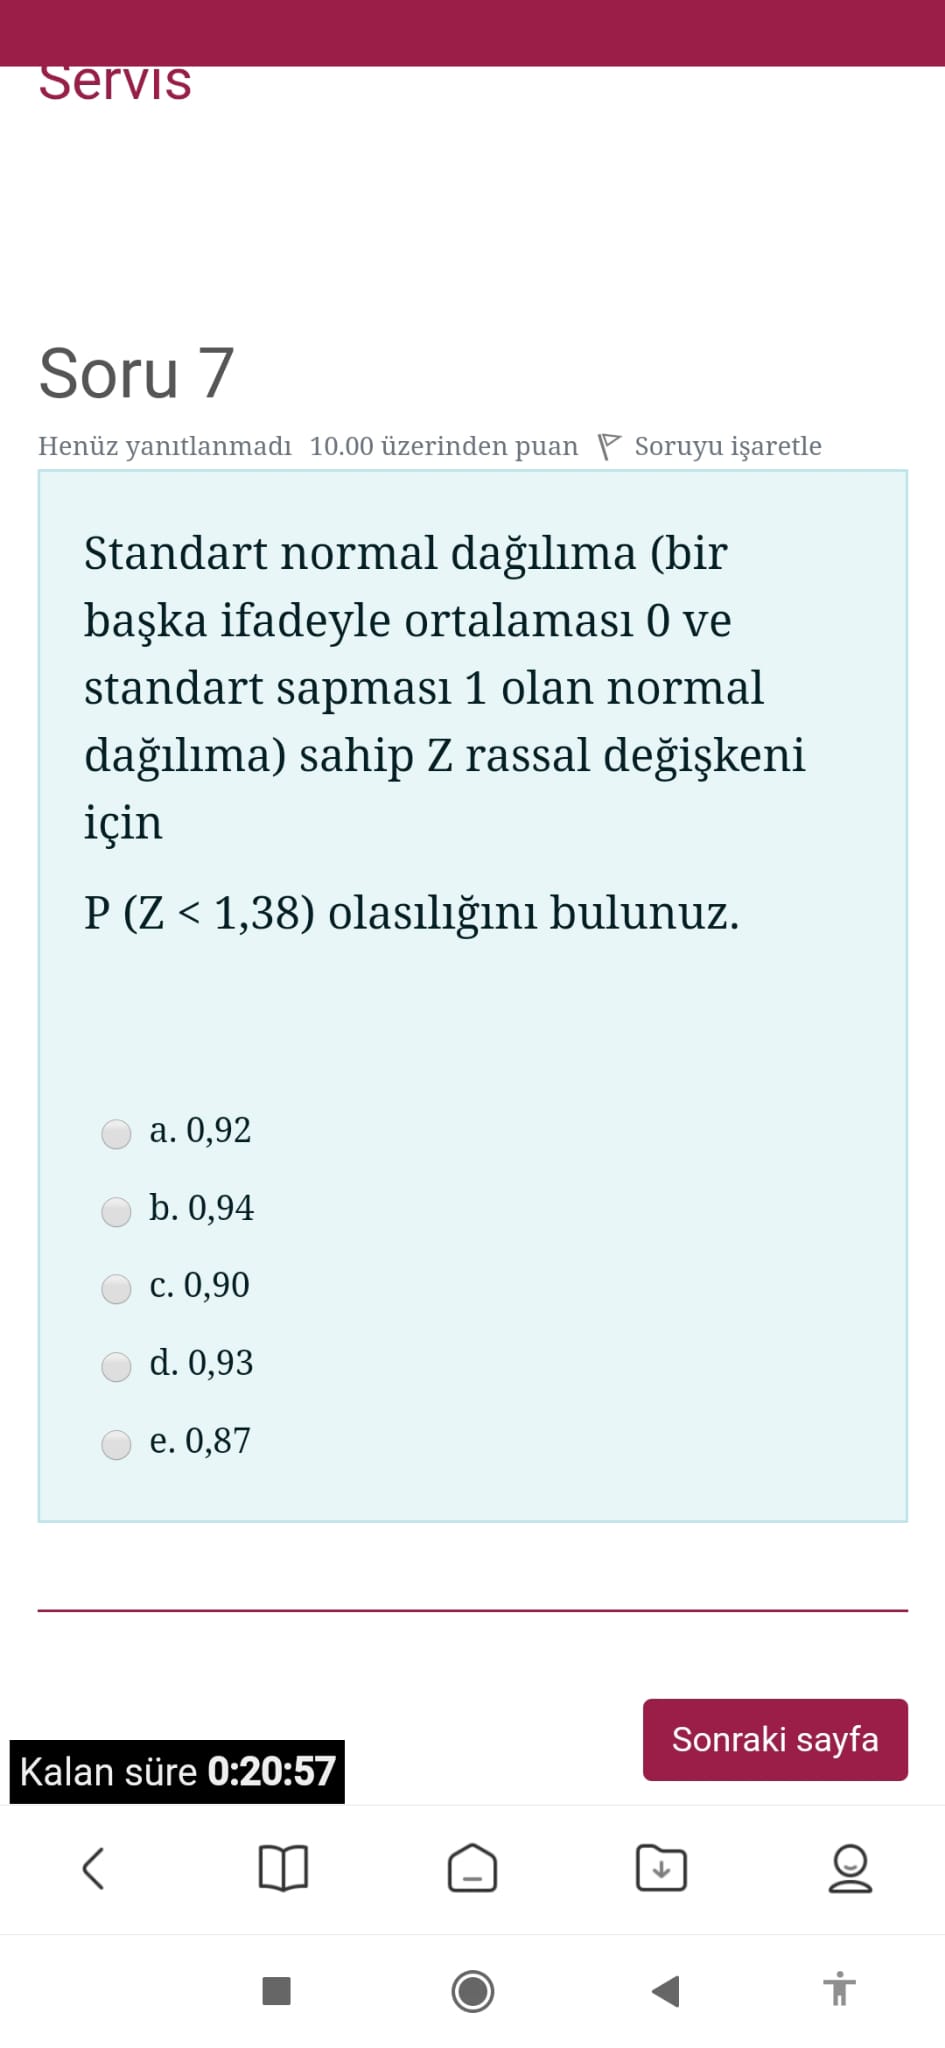 Servis
Soru 7
Henüz yanıtlanmadı 10.00 üzerinden puan Soruyu işaretle
Standart normal dağılıma (bir
başka ifadeyle ortalaması 0 ve
standart sapması 1 olan normal
dağılıma) sahip Z rassal değişkeni
için
P (Z < 1,38) olasılığını bulunuz.
a. 0,92
b. 0,94
c. 0,90
d. 0,93
e. 0,87
Sonraki sayfa
Kalan süre 0:20:57